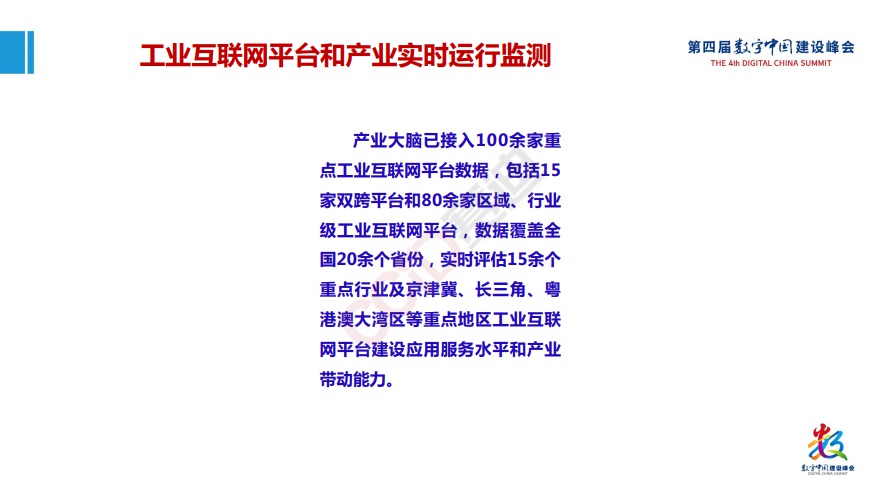 工业互联网平台和产业实时运行监测
第四届数字中国建设峰会
THE 4th DIGITAL CHINA SUMMIT
产业大脑已接入100余家重
点工业互联网平台数据，包括15
家双跨平台和80余家区域、行业
级工业互联网平台，数据覆盖全
国20余个省份，实时评估15余个
重点行业及京津冀、长三角、粤
港澳大湾区等重点地区工业互联
网平台建设应用服务水平和产业
带动能力。
CCID赛迪
数字中国建设峰会
DIGITAL CHINA SUMMIT